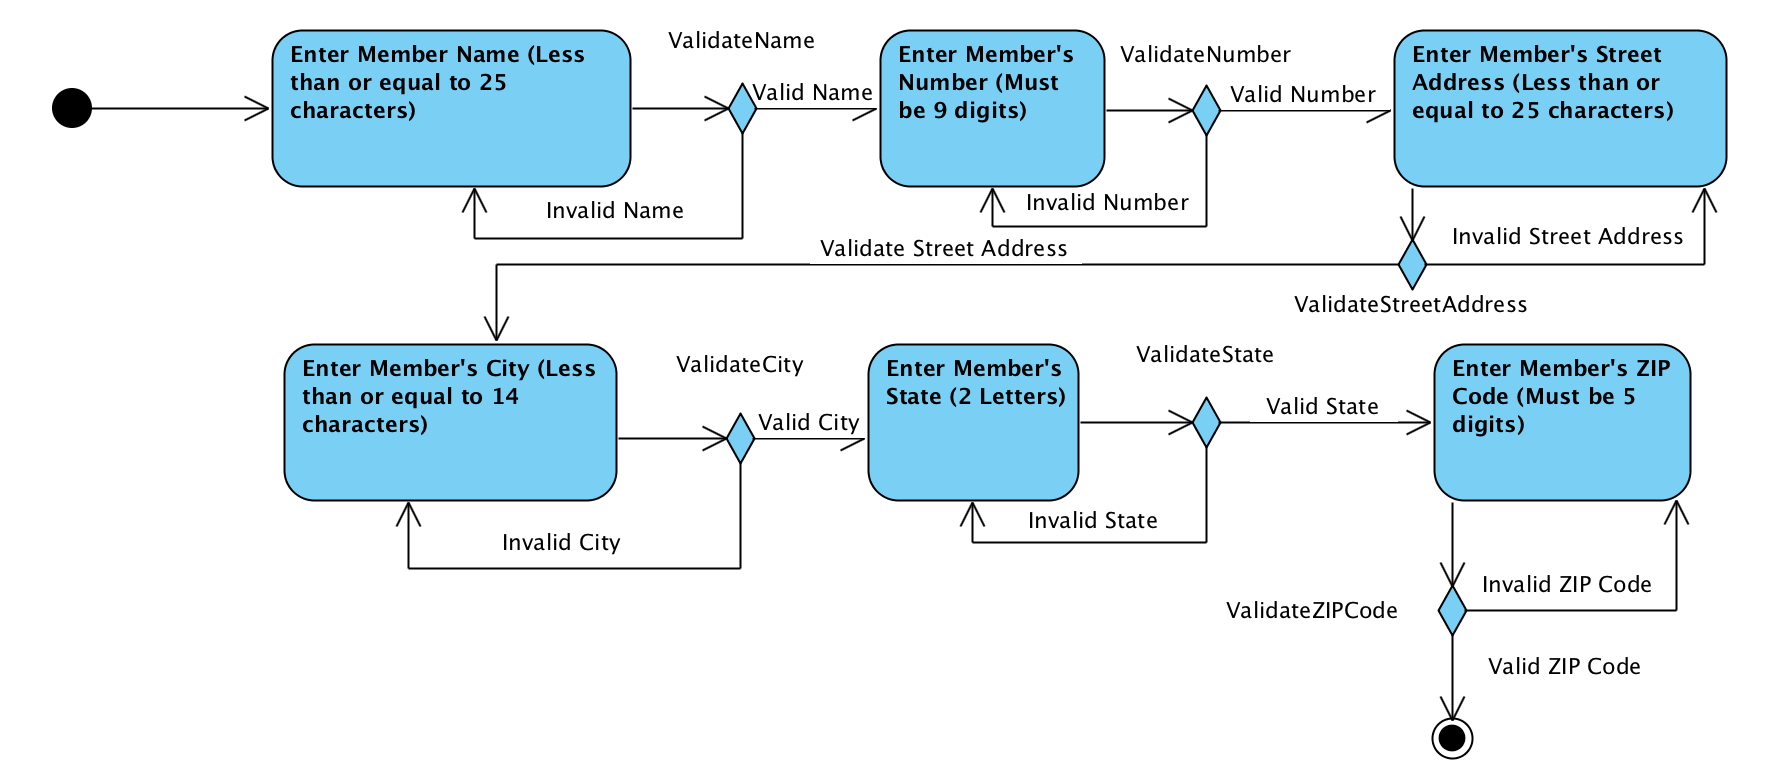 Enter Member Name (Less
than or equal to 25
characters)
ValidateName
Valid Name
Invalid Name
Enter Member's
Number (Must
be 9 digits)
ValidateNumber
Valid Number
Invalid Number
Enter Member's Street
Address (Less than or
equal to 25 characters)
Invalid Street Address
Validate Street Address
ValidateStreetAddress
Enter Member's City (Less
than or equal to 14
characters)
ValidateCity
Valid City
Invalid City
Enter Member's
State (2 Letters)
ValidateState
Valid State
Invalid State
Enter Member's ZIP
Code (Must be 5
digits)
Invalid ZIP Code
ValidateZIPCode
Valid ZIP Code